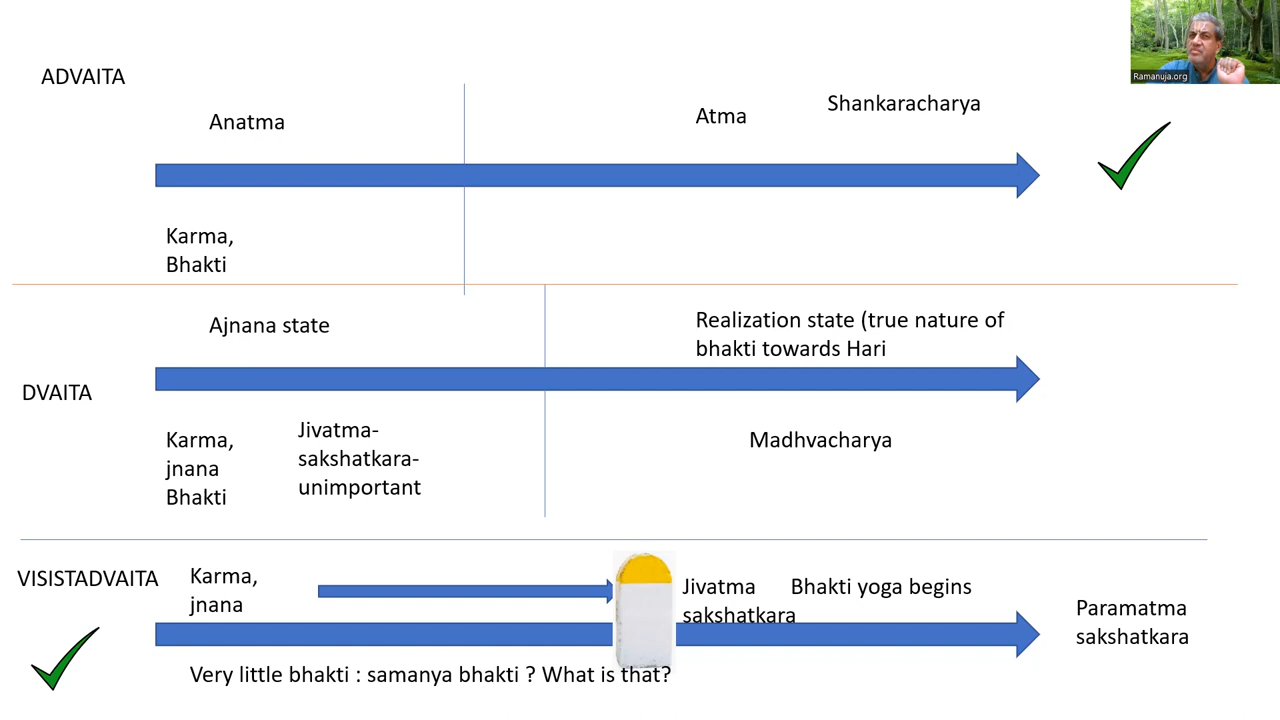 ADVAITA
Anatma
Atma
Shankaracharya
Ramanuja.org
Karma,
Bhakti
Ajnana state
Realization state (true nature of
bhakti towards Hari
DVAITA
Karma,
jnana
Bhakti
Jivatma-
sakshatkara-
unimportant
Madhvacharya
VISISTADVAITA
Karma,
jnana
Jivatma
sakshatkara
Bhakti yoga begins
Paramatma
sakshatkara
Very little bhakti : samanya bhakti ? What is that?